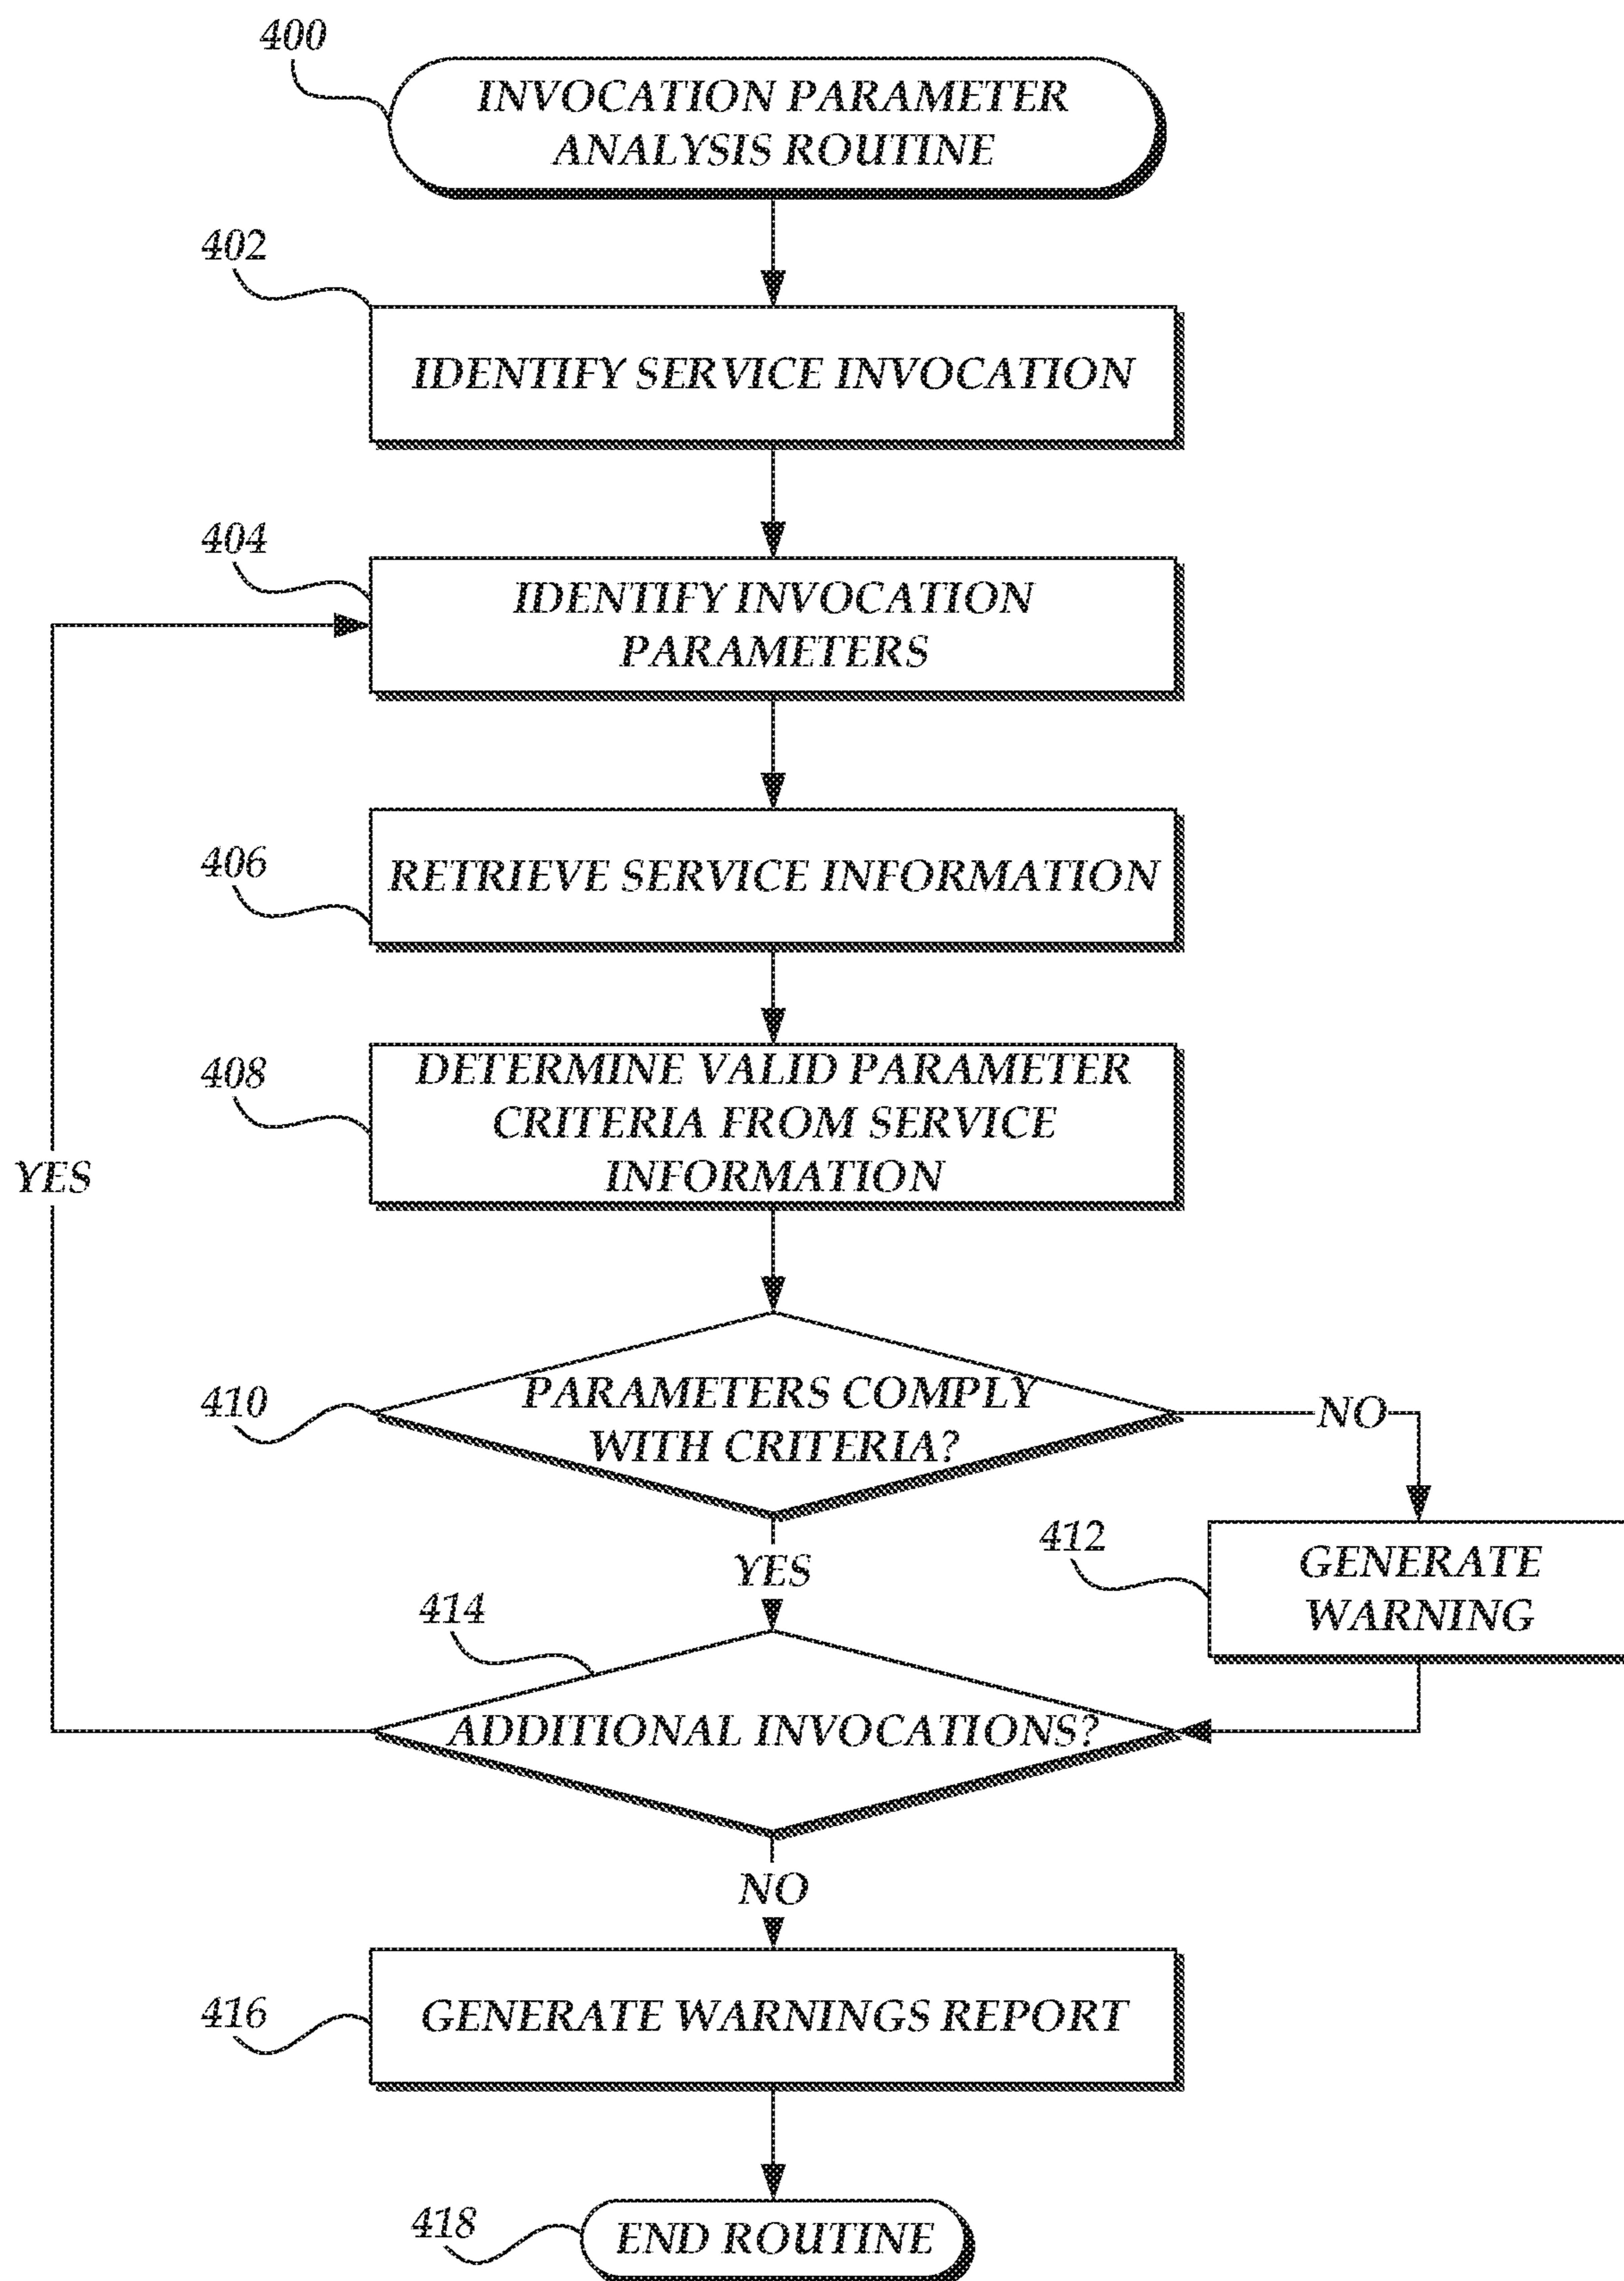 400
INVOCATION PARAMETER
ANALYSIS ROUTINE
402
IDENTIFY SERVICE INVOCATION
404
IDENTIFY INVOCATION
PARAMETERS
406
RETRIEVE SERVICE INFORMATION
408
DETERMINE VALID PARAMETER
CRITERIA FROM SERVICE
INFORMATION
YES
410
PARAMETERS COMPLY
WITH CRITERIA?
NO
412
GENERATE
WARNING
YES
414
ADDITIONAL INVOCATIONS?
NO
416
GENERATE WARNINGS REPORT
418
END ROUTINE